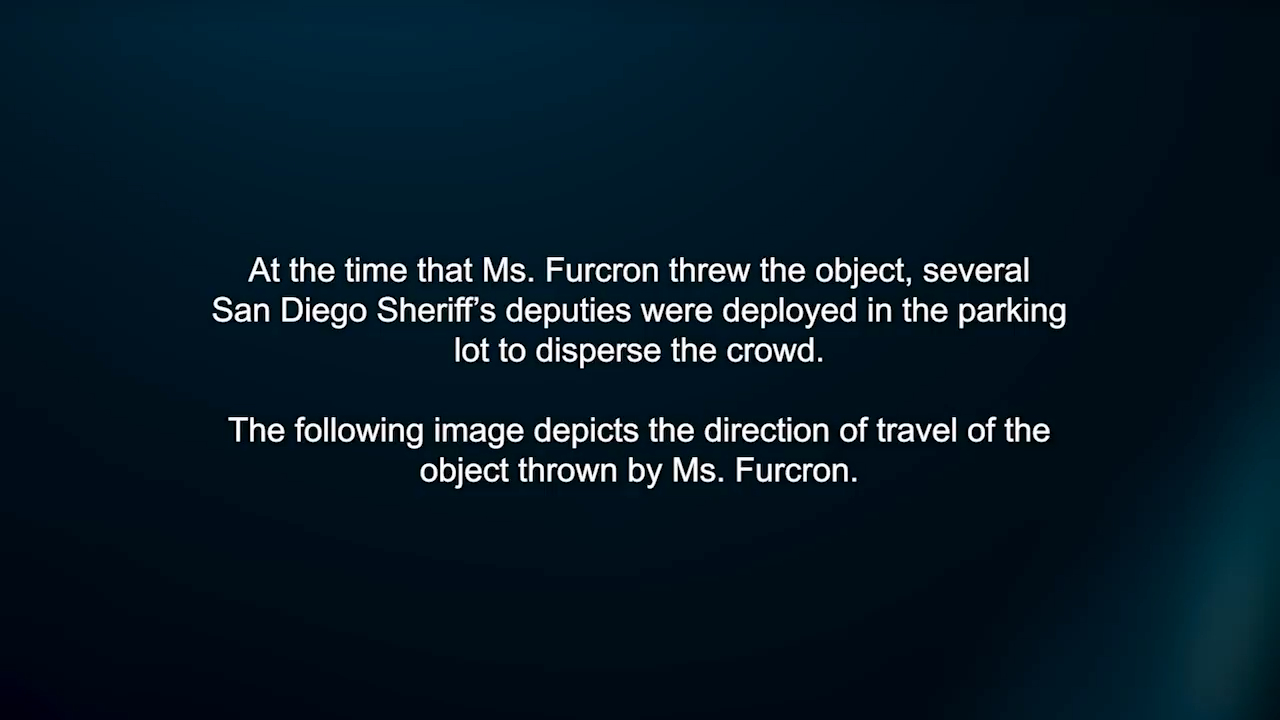 At the time that Ms. Furcron threw the object, several
San Diego Sheriff’s deputies were deployed in the parking
lot to disperse the crowd.
The following image depicts the direction of travel of the
object thrown by Ms. Furcron.